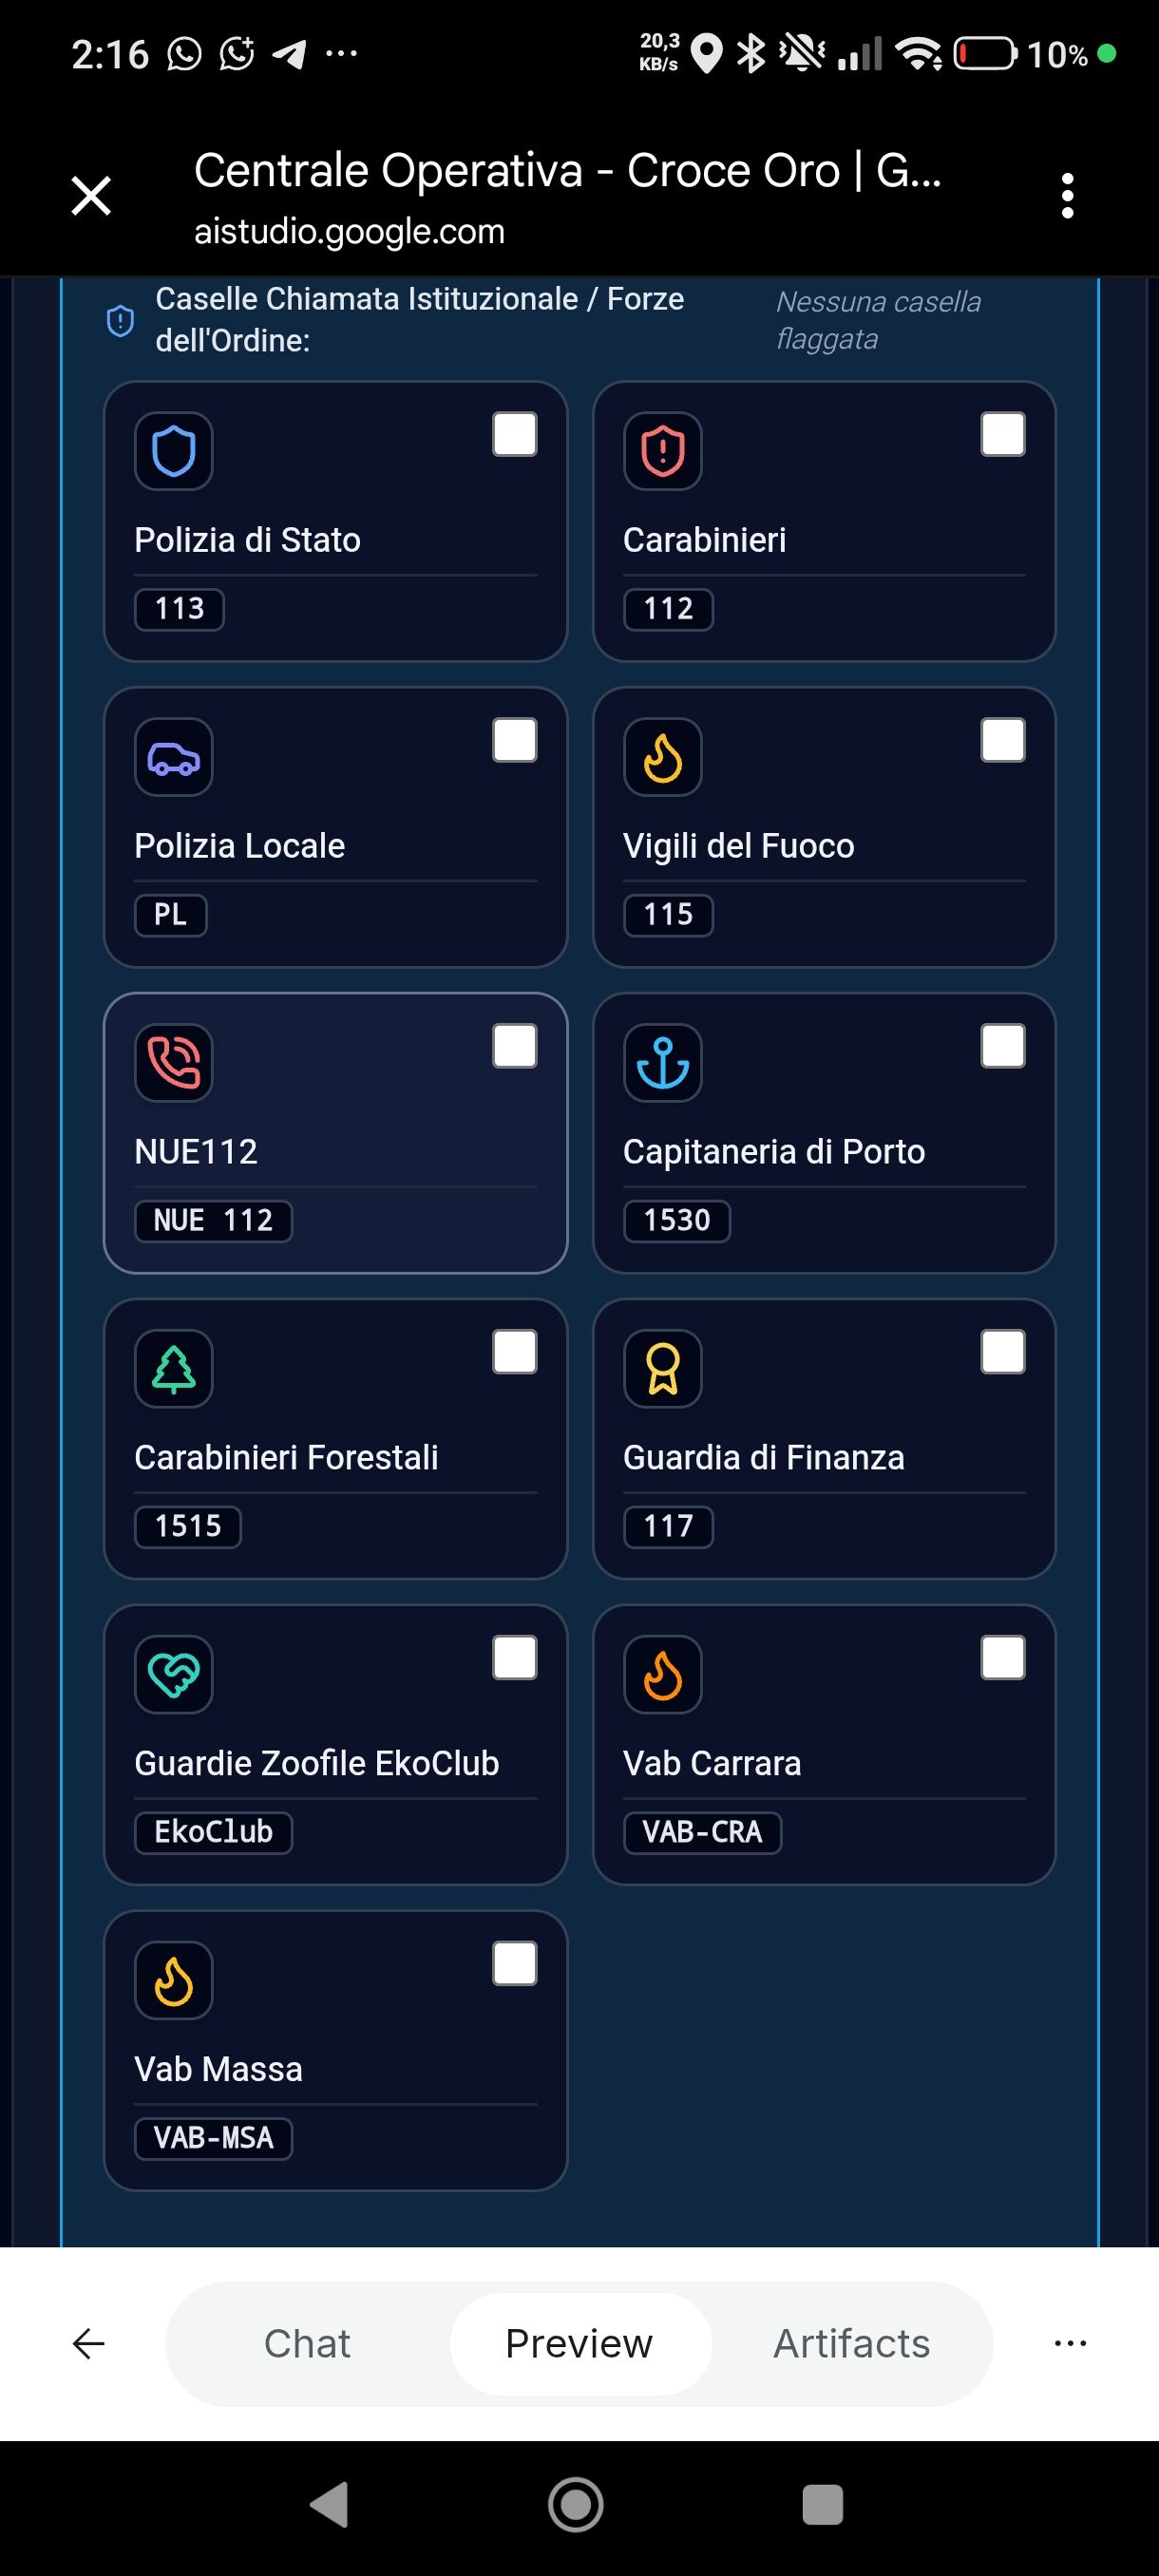 2:16
20,3
KB/s
10%
Centrale Operativa - Croce Oro | G...
aistudio.google.com
Caselle Chiamata Istituzionale / Forze
dell'Ordine:
Nessuna casella
flaggata
Polizia di Stato
113
Carabinieri
112
Polizia Locale
PL
Vigili del Fuoco
115
NUE112
NUE 112
Capitaneria di Porto
1530
Carabinieri Forestali
1515
Guardia di Finanza
117
Guardie Zoofile EkoClub
EkoClub
Vab Carrara
VAB-CRA
Vab Massa
VAB-MSA
Chat
Preview
Artifacts